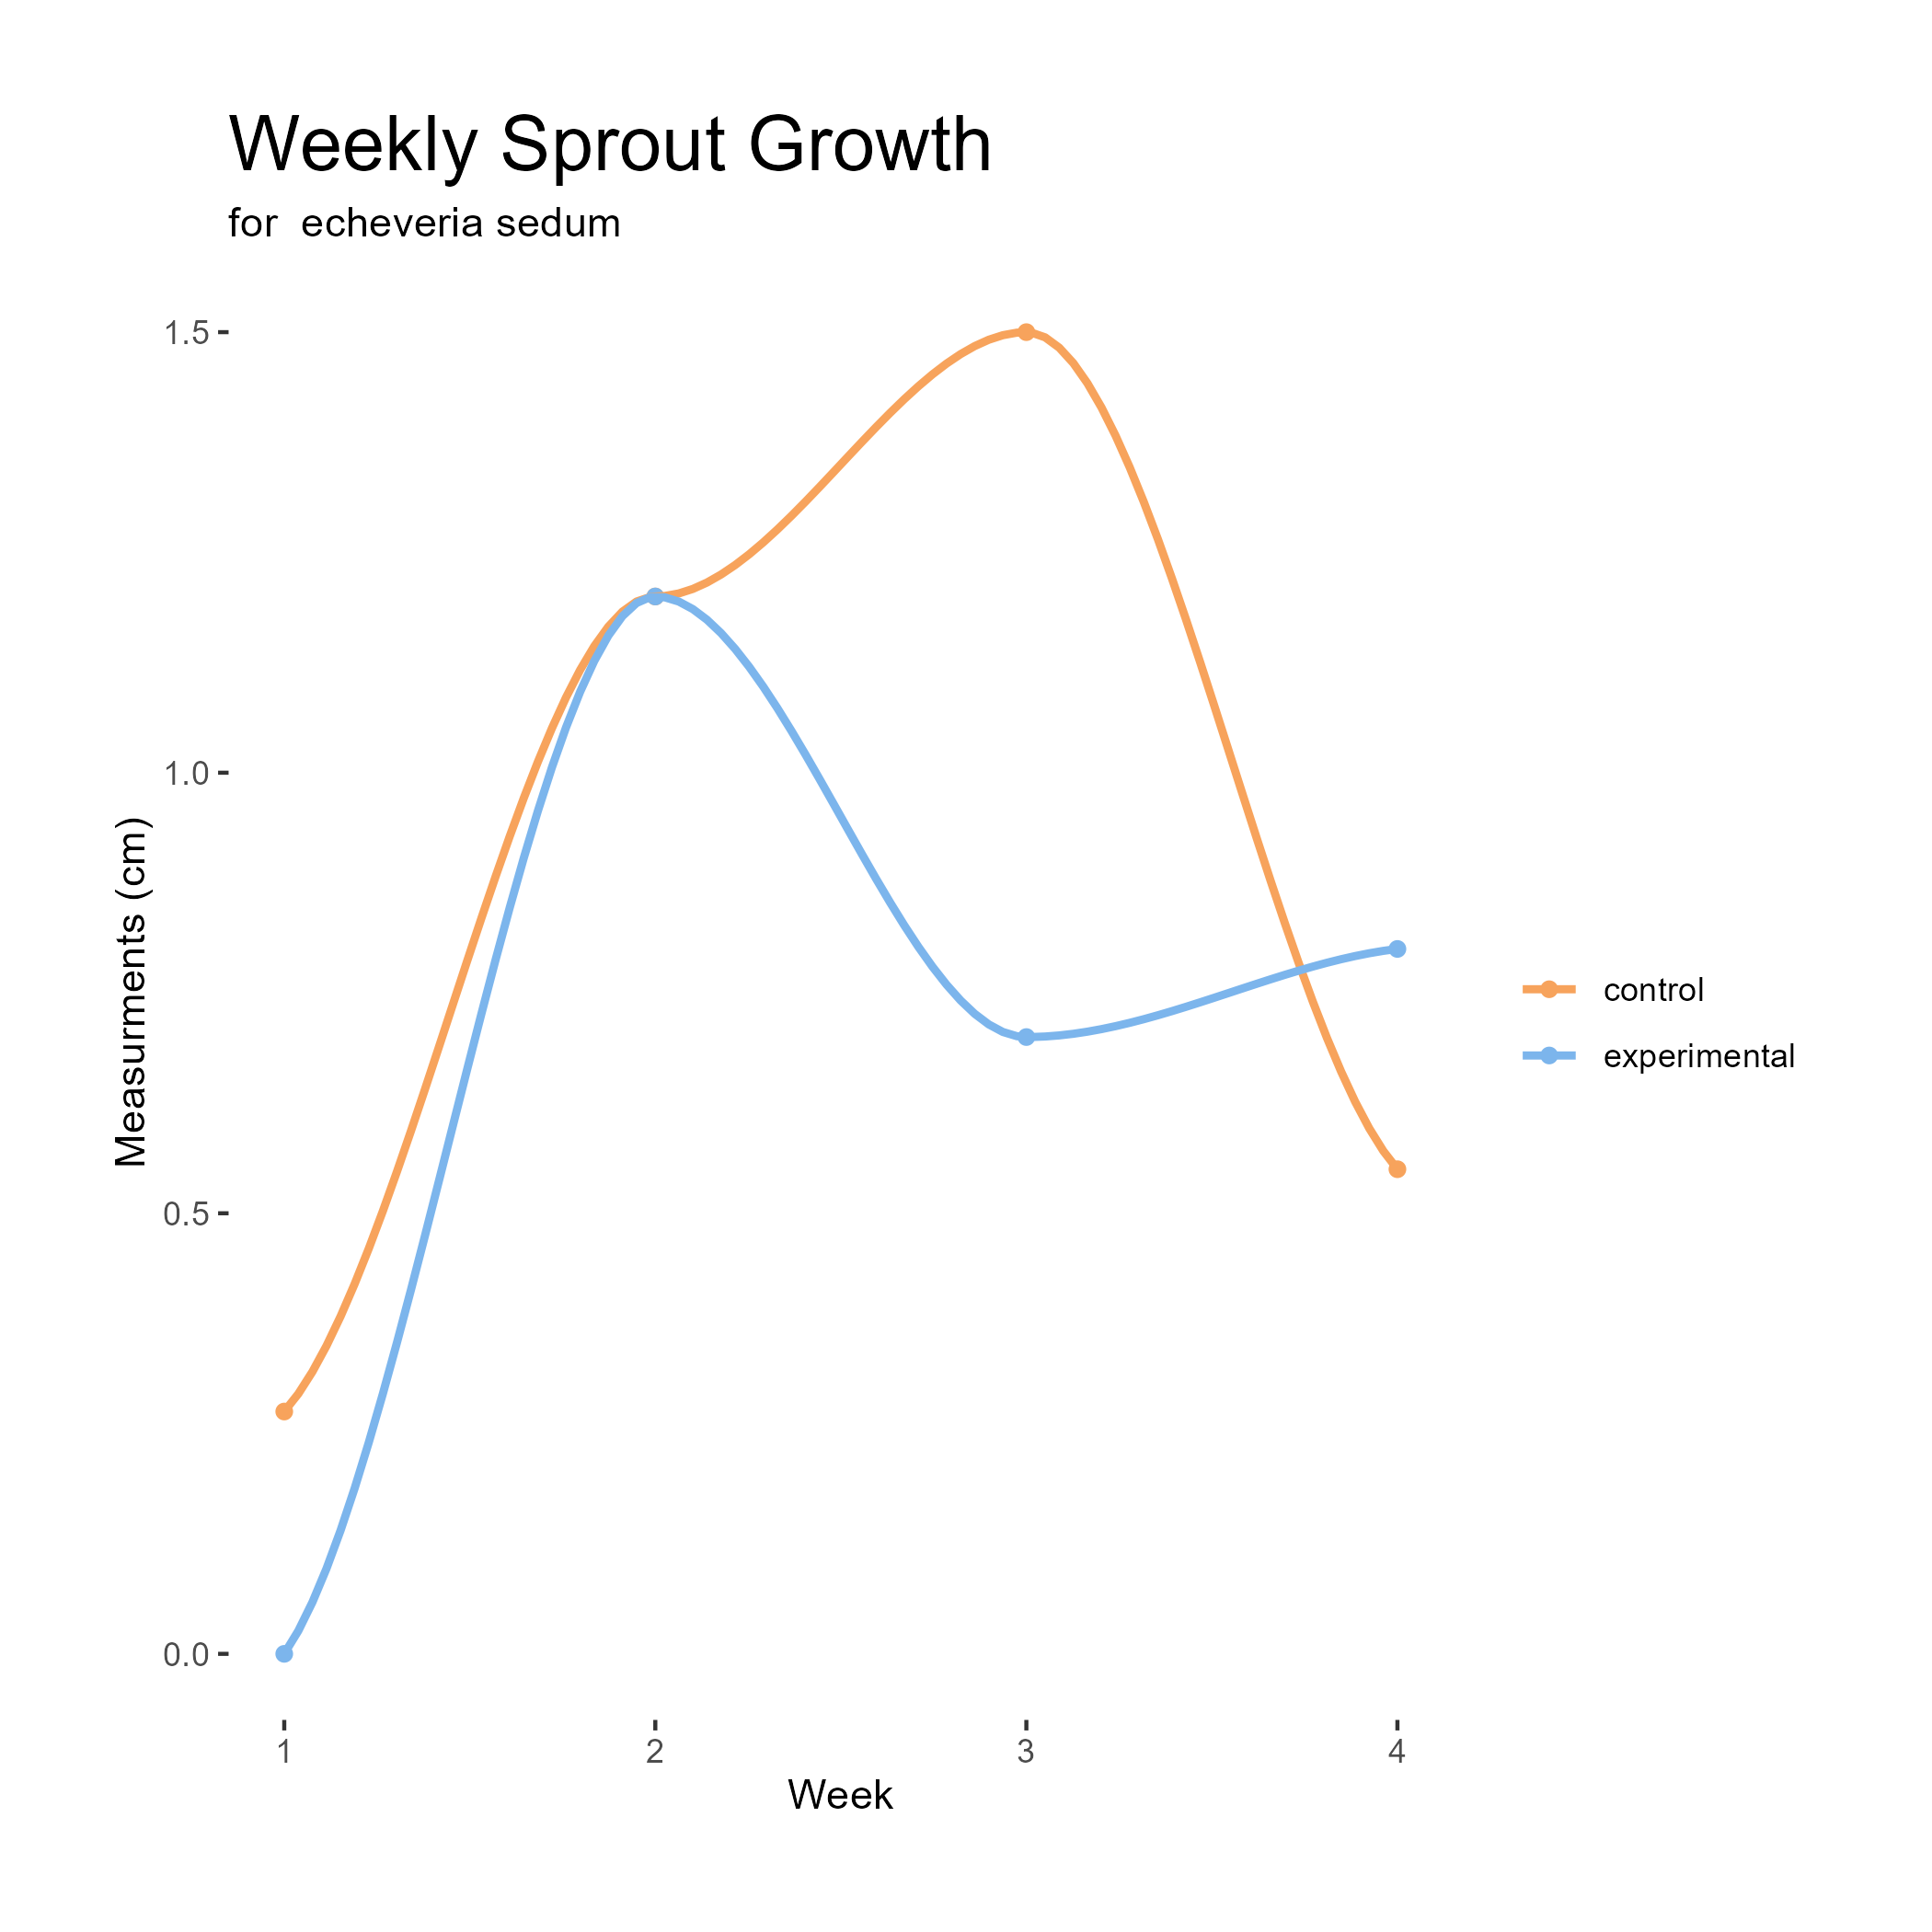 Weekly Sprout Growth
for  echeveria sedum
1.5
1.0
0.5
0.0
Measurments (cm)
1
2
3
4
Week
control
experimental